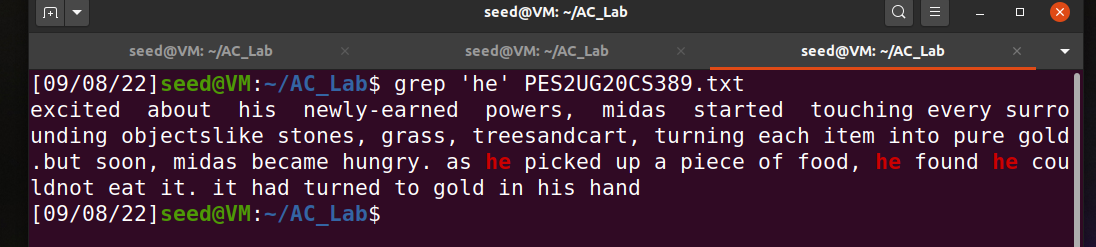 seed@VM: ~/AC_Lab
seed@VM: ~/AC_Lab seed@VM: ~/AC_Lab seed@VM: ~/AC_Lab
[09/08/22]seed@VM:~/AC_Lab$ grep 'he' PES2UG20CS389.txt
excited  about  his  newly-earned  powers,  midas  started  touching every surro
unding objectslike stones, grass, treesandcart, turning each item into pure gold
.but soon, midas became hungry. as he picked up a piece of food, he found he cou
ldnot eat it. it had turned to gold in his hand
[09/08/22]seed@VM:~/AC_Lab$